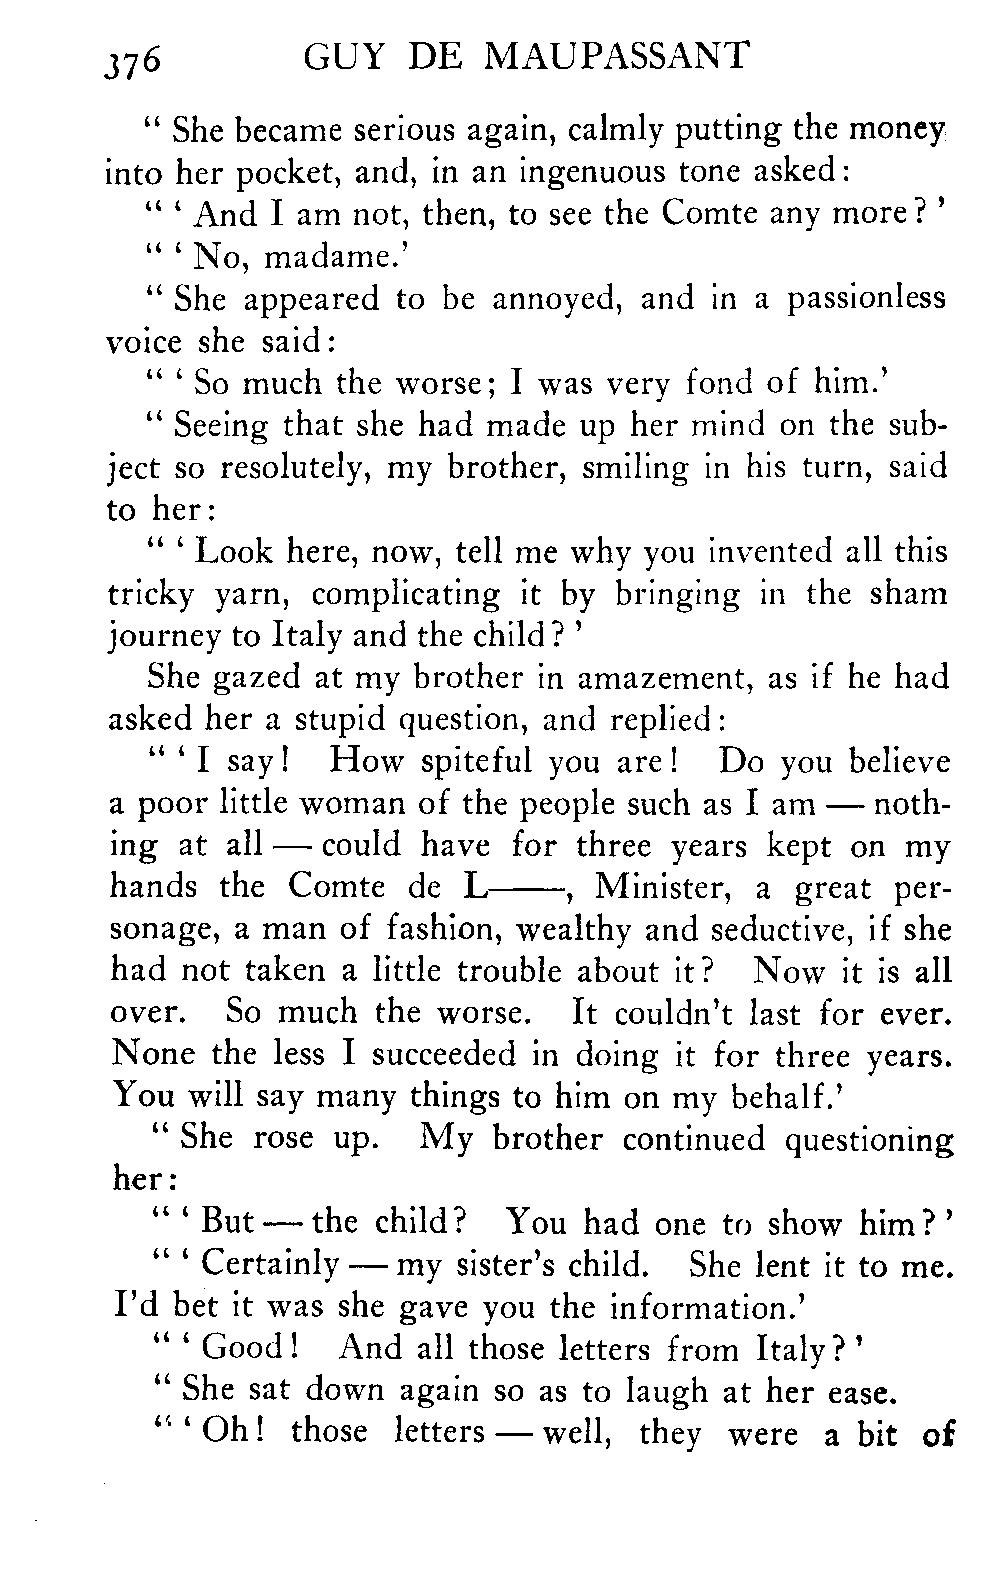 376 GUY DE MAUPASSANT
“ She became serious again, calmly putting the money
into her pocket, and, in an ingenuous tone asked:
“ ‘ And I am not, then, to see the Comte any more? ’
“ ‘ No, madame.’
“ She appeared to be annoyed, and in a passionless
voice she said:
“ ‘ So much the worse; I was very fond of him.’
“ Seeing that she had made up her mind on the sub-
ject so resolutely, my brother, smiling in his turn, said
to her:
“ ‘ Look here, now, tell me why you invented all this
tricky yarn, complicating it by bringing in the sham
journey to Italy and the child? ’
She gazed at my brother in amazement, as if he had
asked her a stupid question, and replied:
“ ‘ I say! How spiteful you are! Do you believe
a poor little woman of the people such as I am — noth-
ing at all — could have for three years kept on my
hands the Comte de L——, Minister, a great per-
sonage, a man of fashion, wealthy and seductive, if she
had not taken a little trouble about it? Now it is all
over. So much the worse. It couldn’t last for ever.
None the less I succeeded in doing it for three years.
You will say many things to him on my behalf.’
“ She rose up. My brother continued questioning
her:
“ ‘ But — the child? You had one to show him? ’
“ ‘ Certainly — my sister’s child. She lent it to me.
I’d bet it was she gave you the information.’
“ ‘ Good! And all those letters from Italy? ’
“ She sat down again so as to laugh at her ease.
“ ‘ Oh! those letters — well, they were a bit of